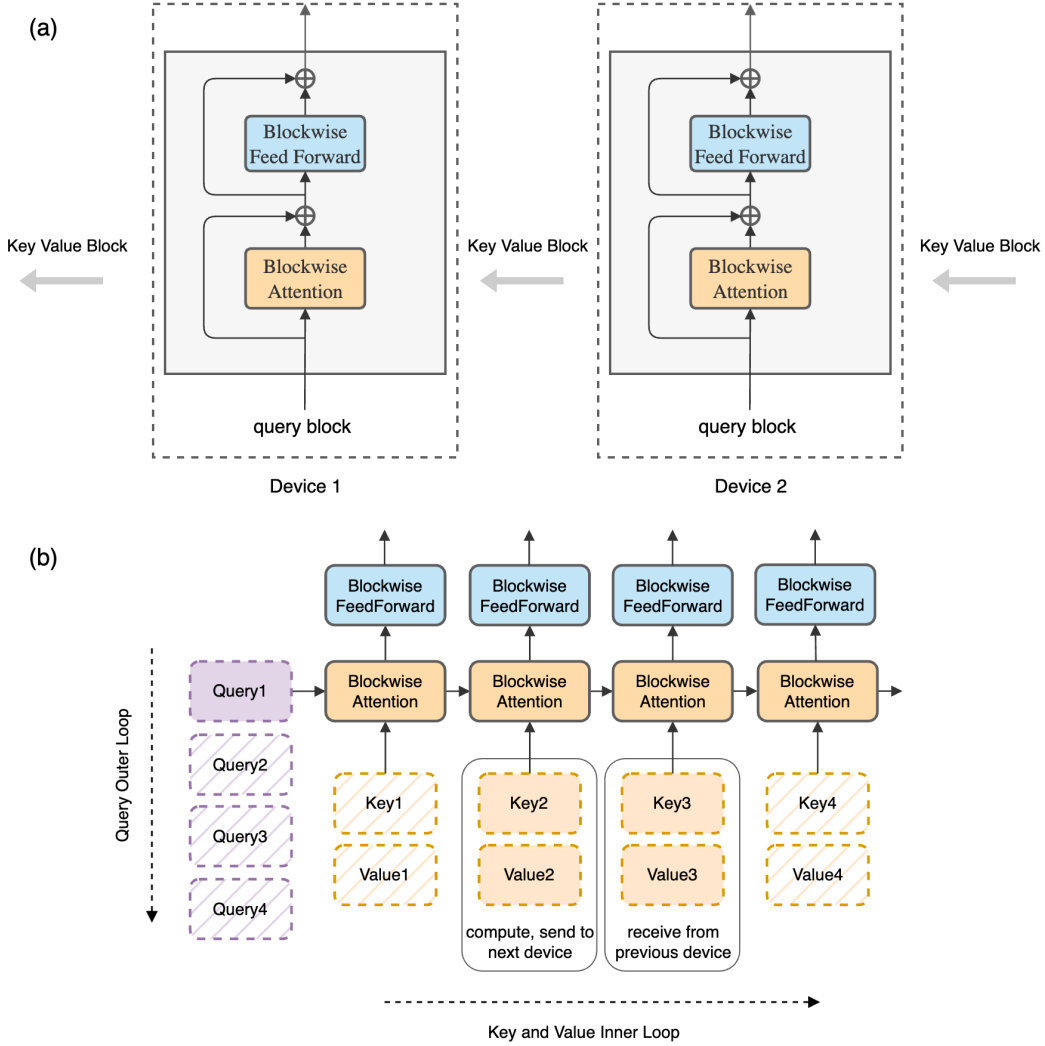 (a)
Blockwise
Feed Forward
Blockwise
Feed Forward
Key Value Block
Key Value Block
Key Value Block
Blockwise
Attention
Blockwise
Attention
query block
query block
Device 1
Device 2
(b)
Blockwise
FeedForward
Blockwise
FeedForward
Blockwise
FeedForward
Blockwise
FeedForward
Query Outer Loop
Query1
Blockwise
Attention
Blockwise
Attention
Blockwise
Attention
Blockwise
Attention
Query2
Query3
Query4
Key1
Key2
Key3
Key4
Value1
Value2
Value3
Value4
compute, send to
next device
receive from
previous device
Key and Value Inner Loop